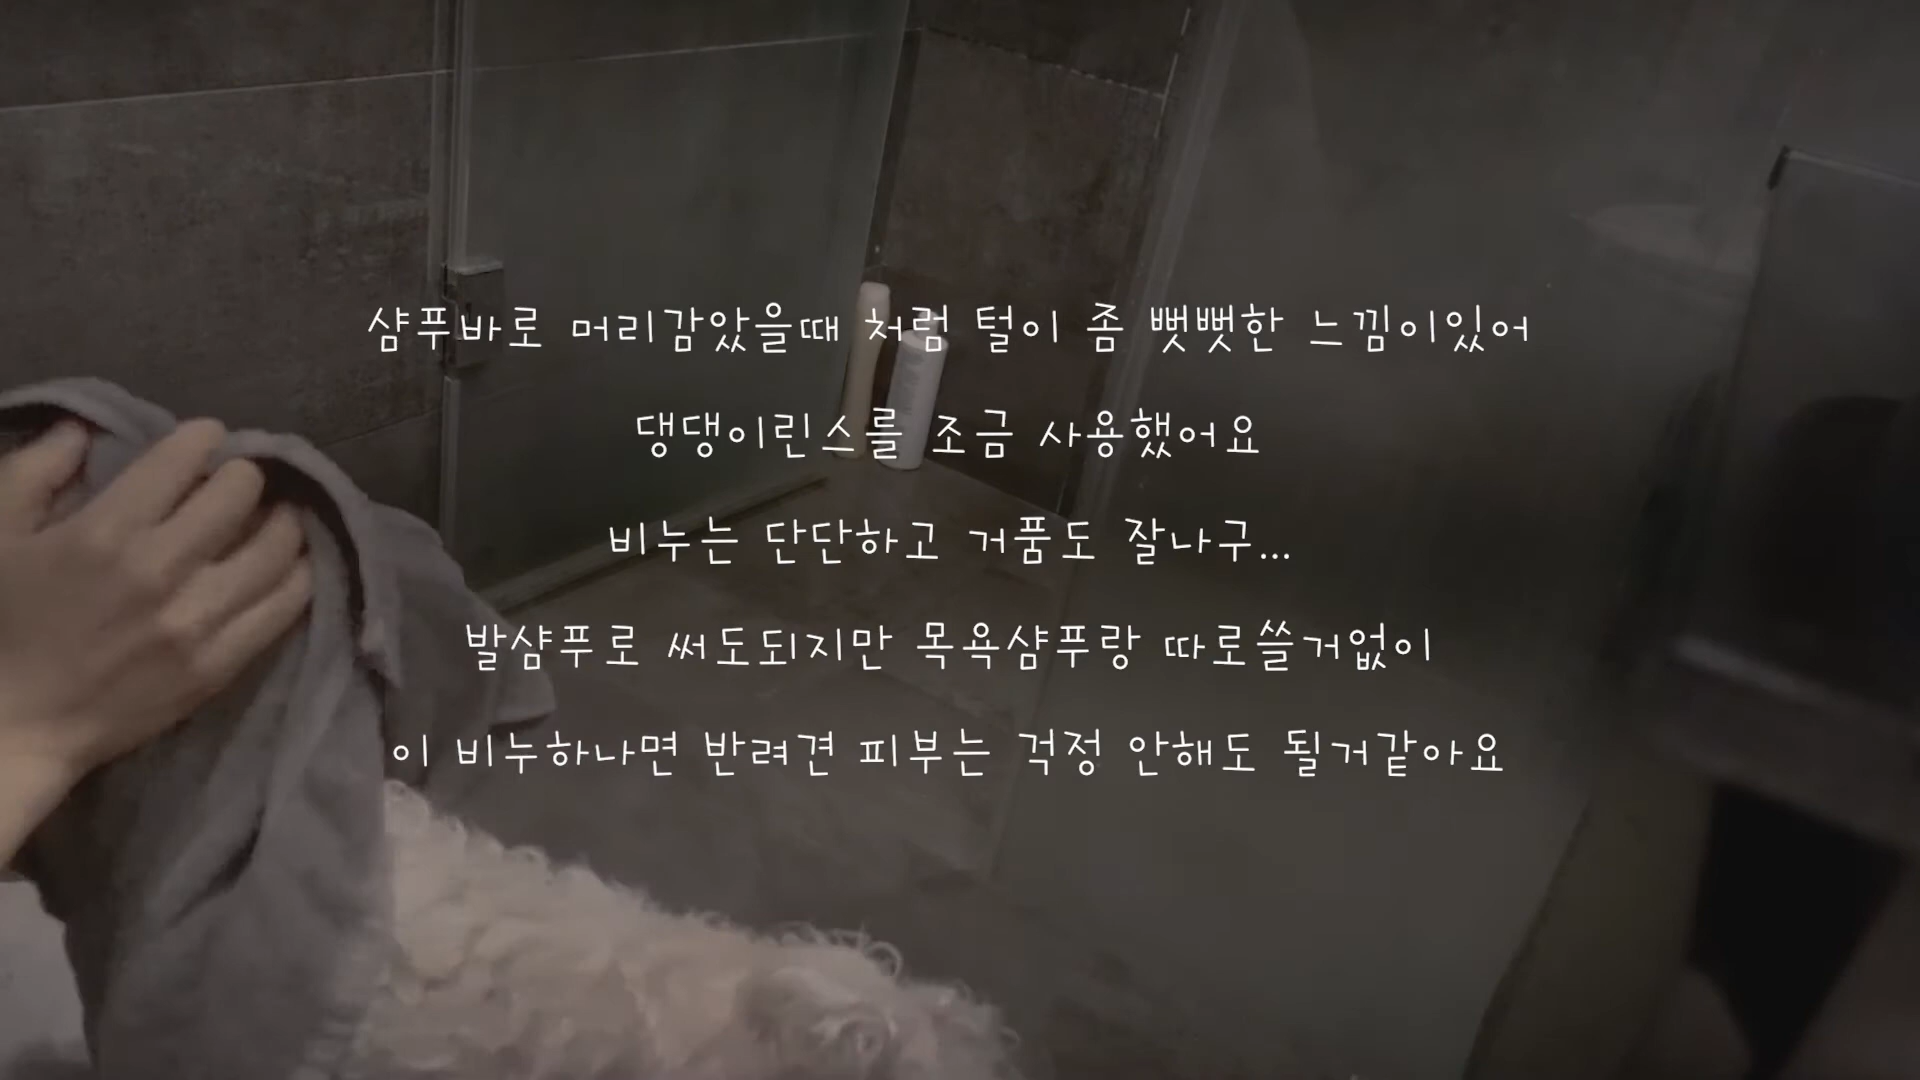 샴푸바로 머리감았을때 처럼 털이 좀 뻣뻣한 느낌이있어
댕댕이린스를 조금 사용했어요
비누는 단단하고 거품도 잘나구...
발샴푸로 써도되지만 목욕샴푸랑 따로쓸거없이
이 비누하나면 반려견 피부는 걱정 안해도 될거같아요